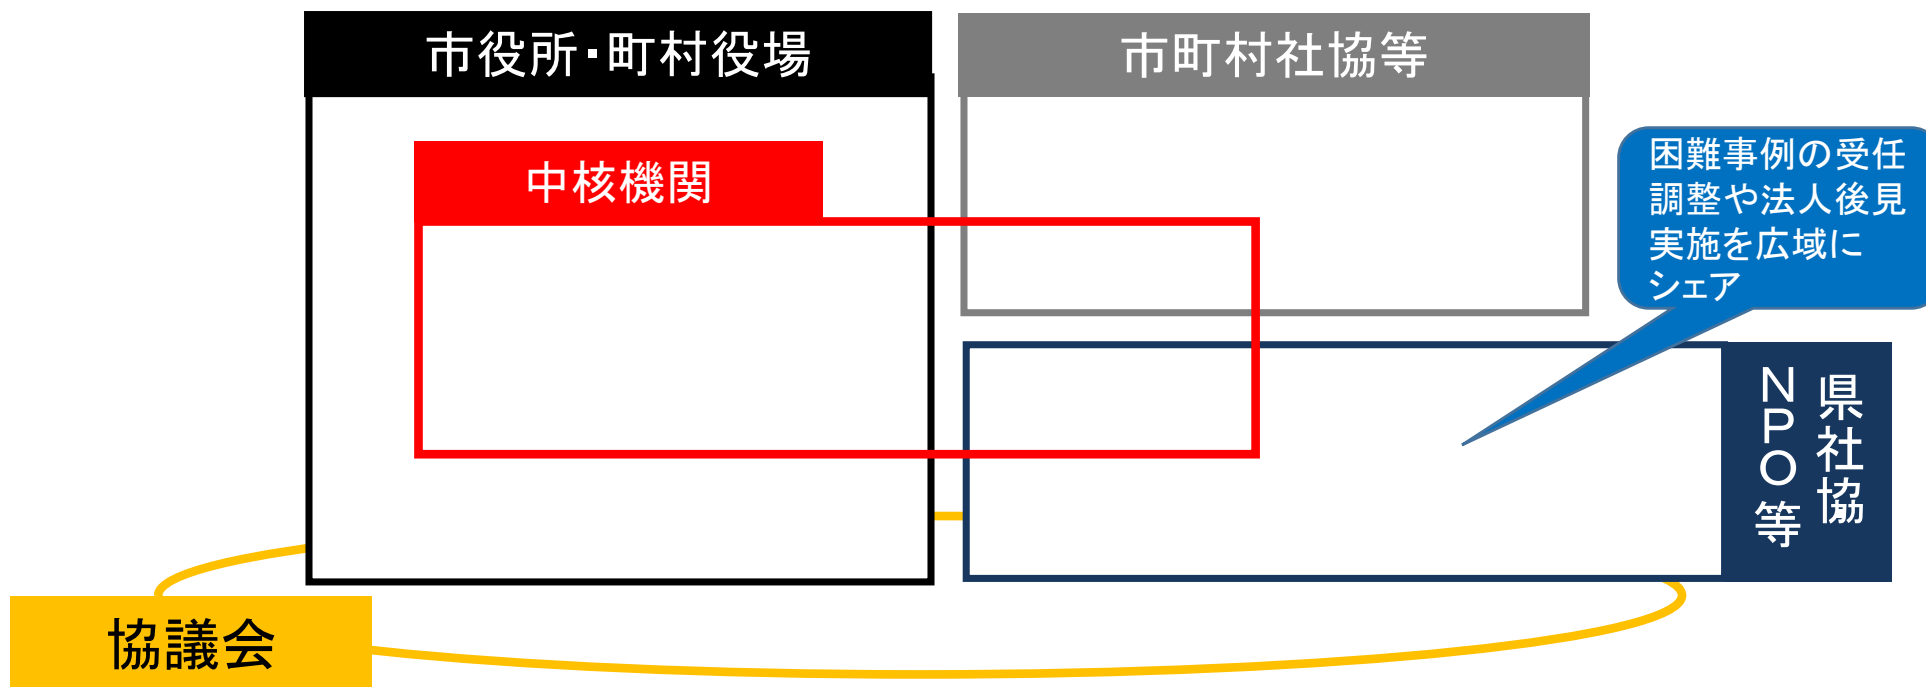 市役所・町村役場
市町村社協等
中核機関
困難事例の受任
調整や法人後見
実施を広域に
シェア
県社協
NPO等
協議会